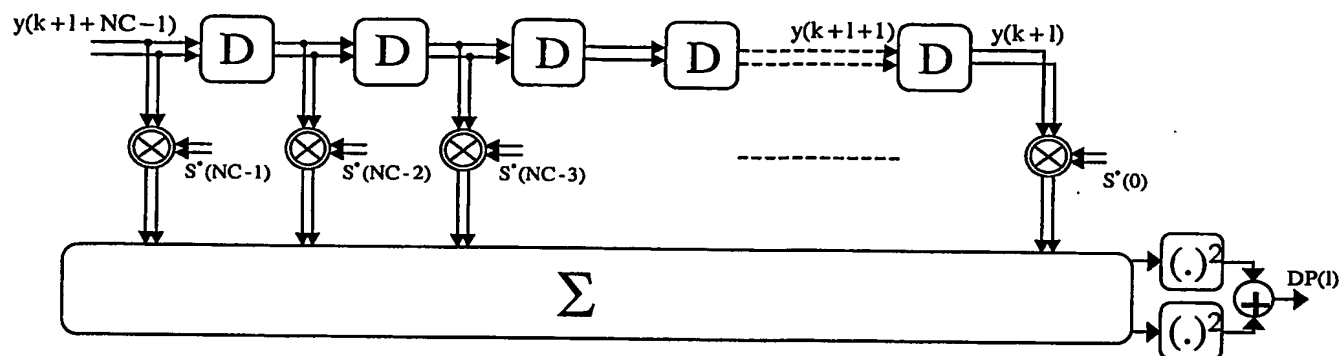 y(k+l+NC-1)
D
D
D
D
y(k+l+1)
D
y(k+l)
S*(NC-1)
S*(NC-2)
S*(NC-3)
S*(0)
Σ
(.)²
(.)²
+
DP(l)